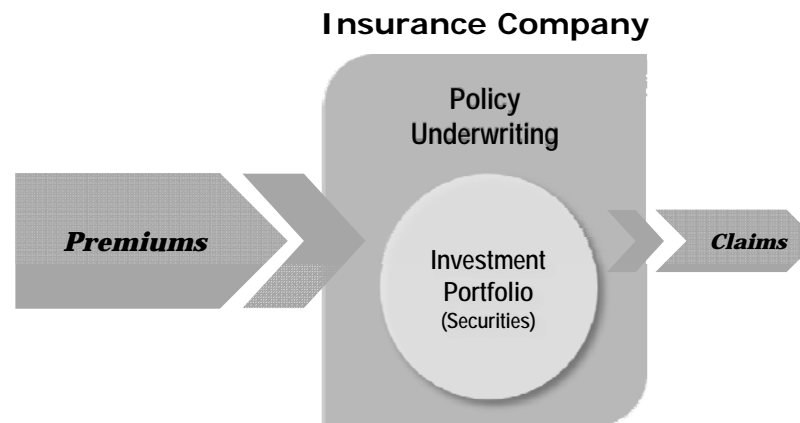 Insurance Company
Policy
Underwriting
Premiums
Investment
Portfolio
(Securities)
Claims